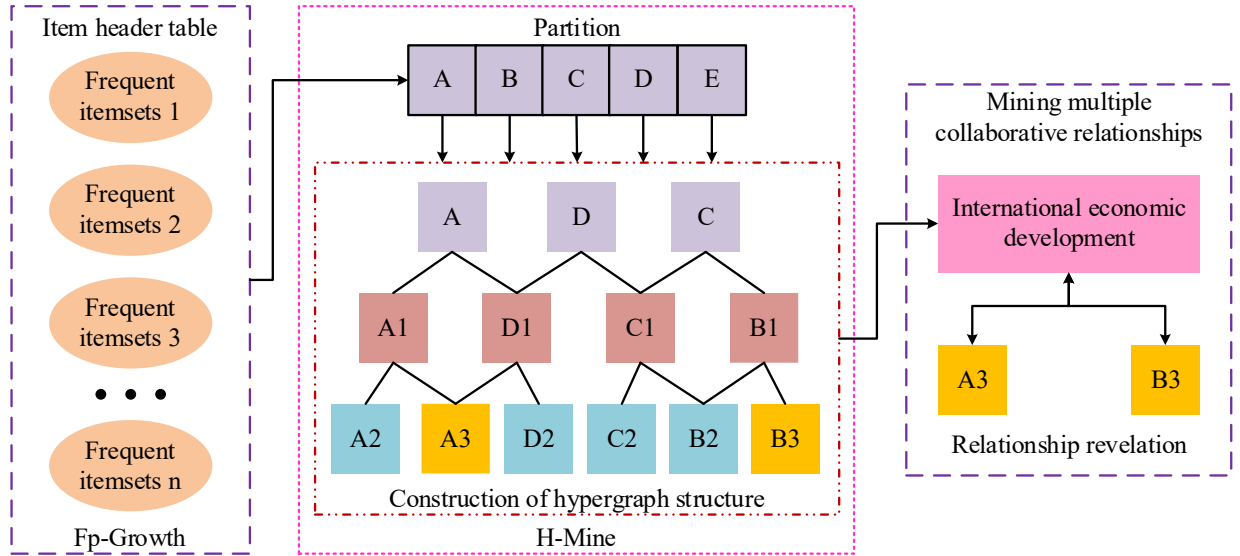 Item header table
Frequent
itemsets 1
Frequent
itemsets 2
Frequent
itemsets 3
Frequent
itemsets n
Fp-Growth
Partition
A B C D E
A D C
A1 D1 C1 B1
A2 A3 D2 C2 B2 B3
Construction of hypergraph structure
H-Mine
Mining multiple
collaborative relationships
International economic
development
A3 B3
Relationship revelation